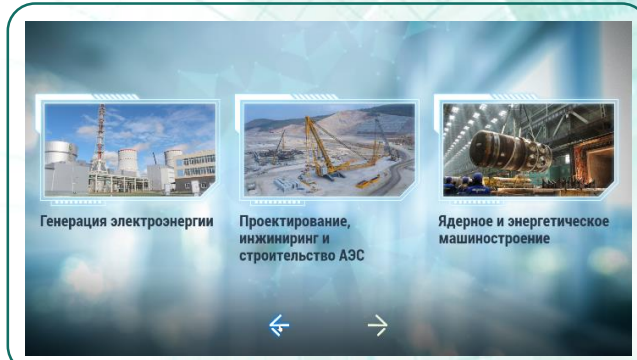 Генерация электроэнергии
Проектирование,
инжиниринг и
строительство АЭС
Ядерное и энергетическое
машиностроение